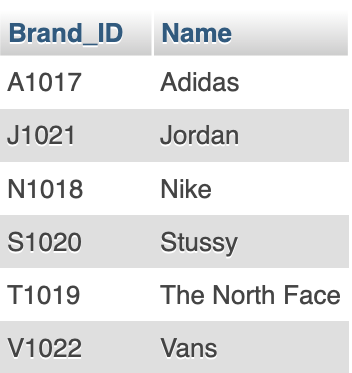 Brand_ID Name
A1017 Adidas
J1021 Jordan
N1018 Nike
S1020 Stussy
T1019 The North Face
V1022 Vans